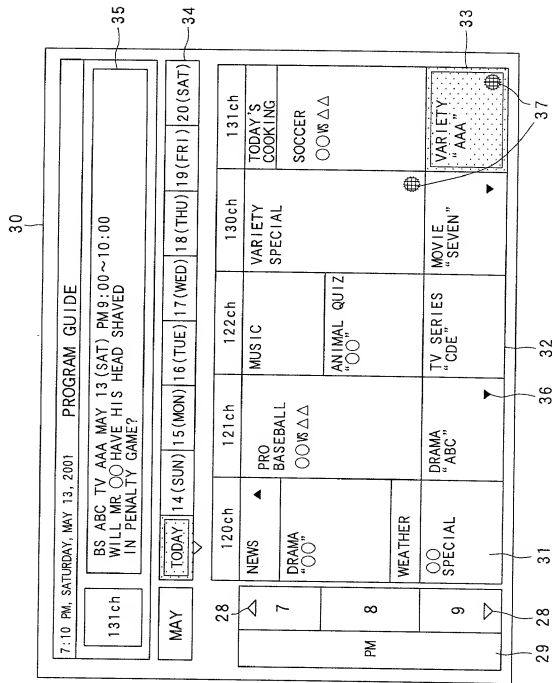 30
35
34
33
37
32
36
31
28
28
29
7:10 PM, SATURDAY, MAY 13, 2001 PROGRAM GUIDE
131ch
BS ABC TV AAA MAY 13 (SAT) PM9:00~10:00
WILL MR.○○HAVE HIS HEAD SHAVED
IN PENALTY GAME?
MAY
TODAY 14(SUN) 15(MON) 16(TUE) 17(WED) 18(THU) 19(FRI) 20(SAT)
120ch 121ch 122ch 130ch 131ch
PM
7
8
9
NEWS
DRAMA
"○○"
WEATHER
○○
SPECIAL
PRO
BASEBALL
○○VS△△
DRAMA
"ABC"
MUSIC
ANIMAL QUIZ
"○○"
TV SERIES
"CDE"
VARIETY
SPECIAL
MOVIE
"SEVEN"
TODAY'S
COOKING
SOCCER
○○VS△△
VARIETY
"AAA"